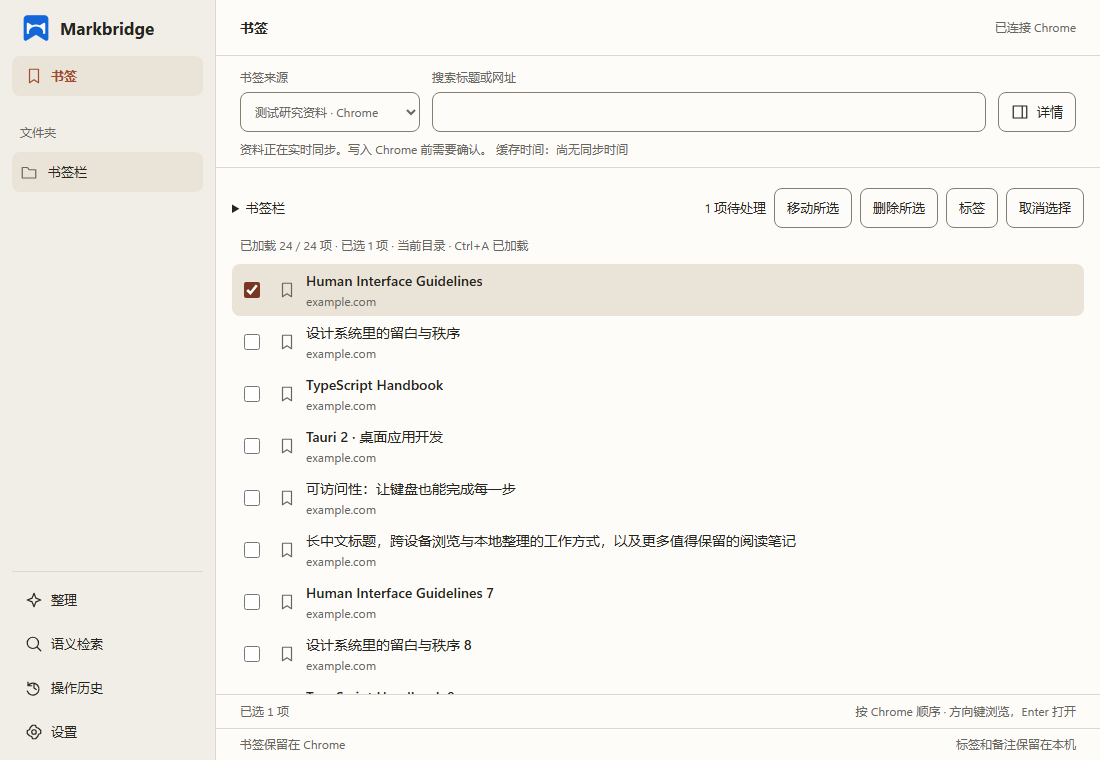 Markbridge
书签
文件夹
书签栏
整理
语义检索
操作历史
设置
书签
已连接 Chrome
书签来源
搜索标题或网址
测试研究资料 · Chrome
详情
资料正在实时同步。写入 Chrome 前需要确认。 缓存时间：尚无同步时间
书签栏
1 项待处理
移动所选
删除所选
标签
取消选择
已加载 24 / 24 项 · 已选 1 项 · 当前目录 · Ctrl+A 已加载
Human Interface Guidelines
example.com
设计系统里的留白与秩序
example.com
TypeScript Handbook
example.com
Tauri 2 · 桌面应用开发
example.com
可访问性：让键盘也能完成每一步
example.com
长中文标题，跨设备浏览与本地整理的工作方式，以及更多值得保留的阅读笔记
example.com
Human Interface Guidelines 7
example.com
设计系统里的留白与秩序 8
example.com
已选 1 项
按 Chrome 顺序 · 方向键浏览，Enter 打开
书签保留在 Chrome
标签和备注保留在本机